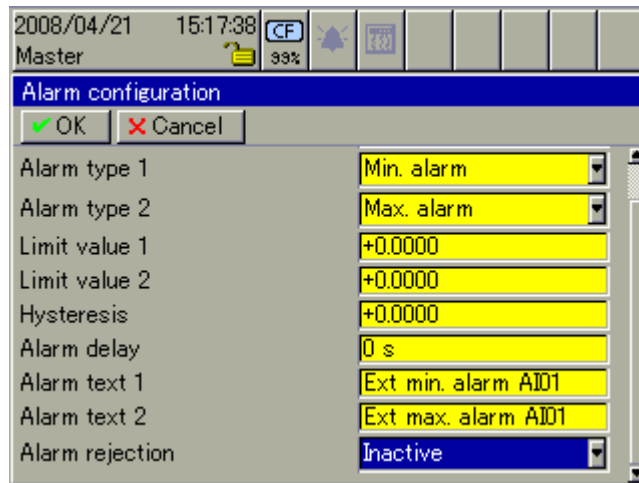 2008/04/21 15:17:38 CF
Master 99%
Alarm configuration
OK Cancel
Alarm type 1 Min. alarm
Alarm type 2 Max. alarm
Limit value 1 +0.0000
Limit value 2 +0.0000
Hysteresis +0.0000
Alarm delay 0 s
Alarm text 1 Ext min. alarm AI01
Alarm text 2 Ext max. alarm AI01
Alarm rejection Inactive